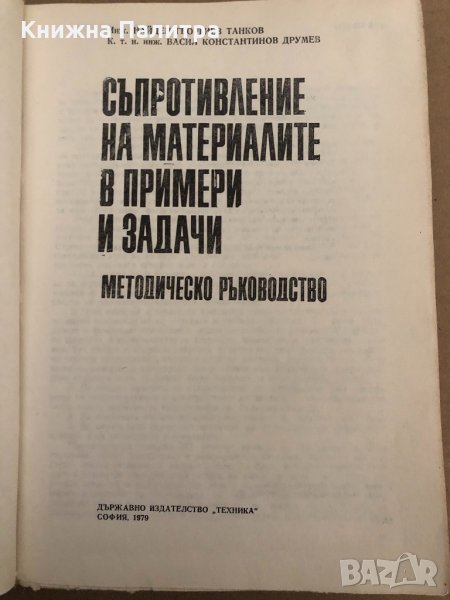 Книжна Палитра
ТАНКОВ
К. т. н. инж. ВАСИЛ КОНСТАНТИНОВ ДРУМЕВ
СЪПРОТИВЛЕНИЕ
НА МАТЕРИАЛИТЕ
В ПРИМЕРИ
И ЗАДАЧИ
МЕТОДИЧЕСКО РЪКОВОДСТВО
ДЪРЖАВНО ИЗДАТЕЛСТВО „ТЕХНИКА"
СОФИЯ, 1979
BAZAR